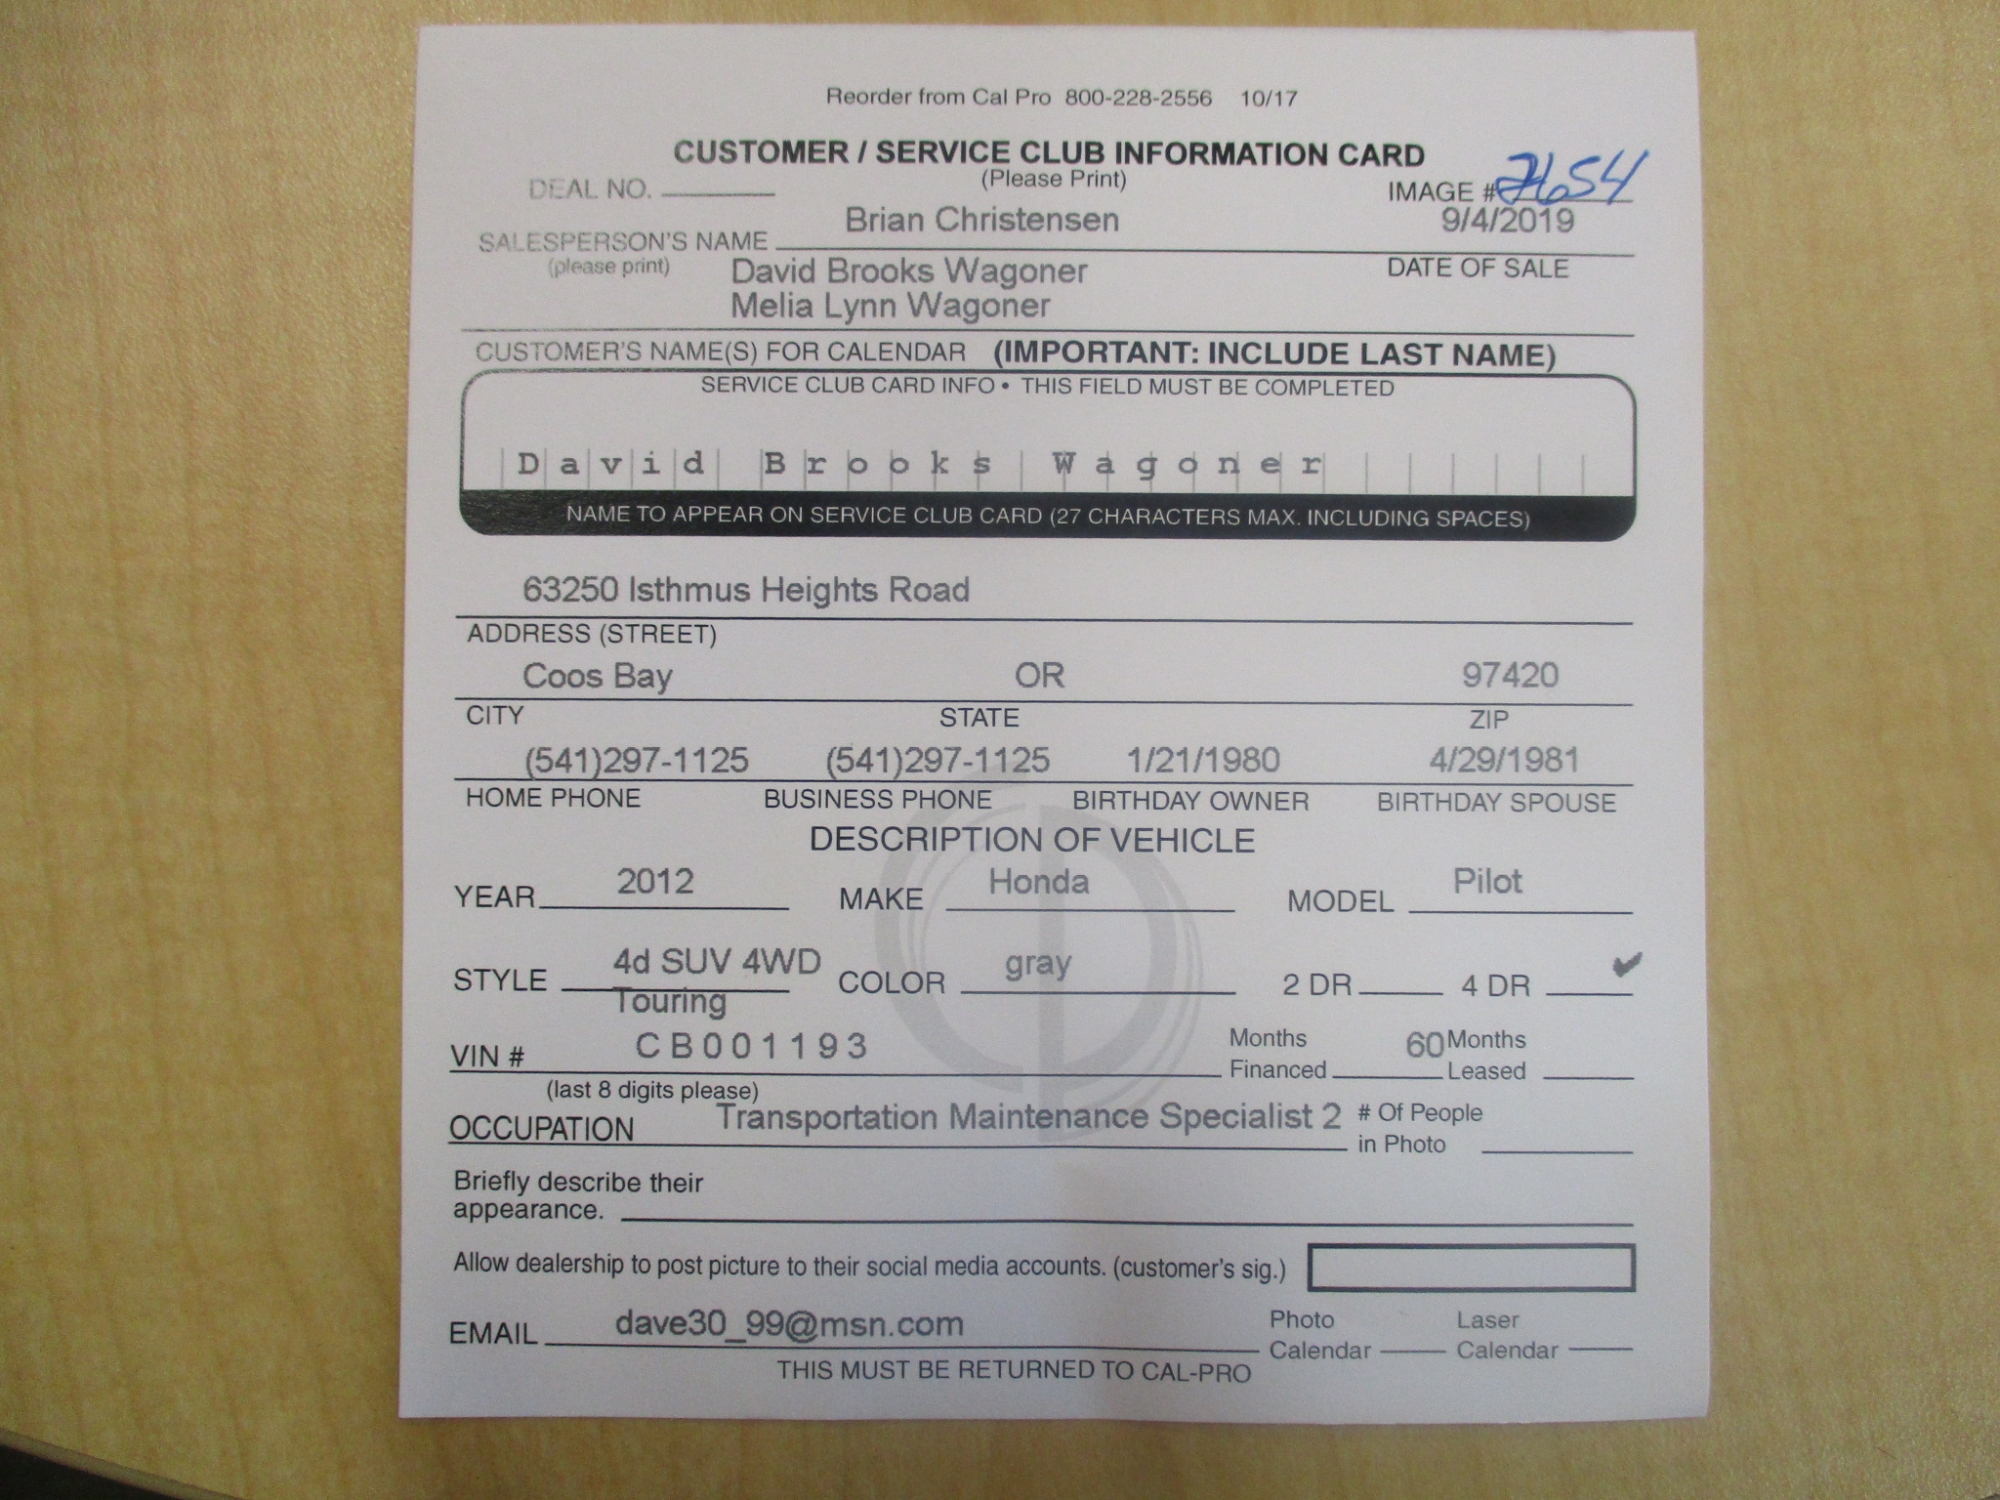 Reorder from Cal Pro 800-228-2556 10/17
CUSTOMER / SERVICE CLUB INFORMATION CARD
(Please Print)
DEAL NO.
IMAGE # 7654
Brian Christensen
9/4/2019
SALESPERSON'S NAME
(please print)
DATE OF SALE
David Brooks Wagoner
Melia Lynn Wagoner
CUSTOMER'S NAME(S) FOR CALENDAR (IMPORTANT: INCLUDE LAST NAME)
SERVICE CLUB CARD INFO • THIS FIELD MUST BE COMPLETED
David Brooks Wagoner
NAME TO APPEAR ON SERVICE CLUB CARD (27 CHARACTERS MAX. INCLUDING SPACES)
63250 Isthmus Heights Road
ADDRESS (STREET)
Coos Bay OR 97420
CITY STATE ZIP
(541)297-1125 (541)297-1125 1/21/1980 4/29/1981
HOME PHONE BUSINESS PHONE BIRTHDAY OWNER BIRTHDAY SPOUSE
DESCRIPTION OF VEHICLE
YEAR 2012 MAKE Honda MODEL Pilot
STYLE 4d SUV 4WD COLOR gray 2 DR 4 DR ✓
Touring
VIN # CB001193
(last 8 digits please)
Months Financed 60 Months Leased
OCCUPATION Transportation Maintenance Specialist 2 # Of People in Photo
Briefly describe their
appearance.
Allow dealership to post picture to their social media accounts. (customer's sig.)
EMAIL dave30_99@msn.com Photo Calendar Laser Calendar
THIS MUST BE RETURNED TO CAL-PRO